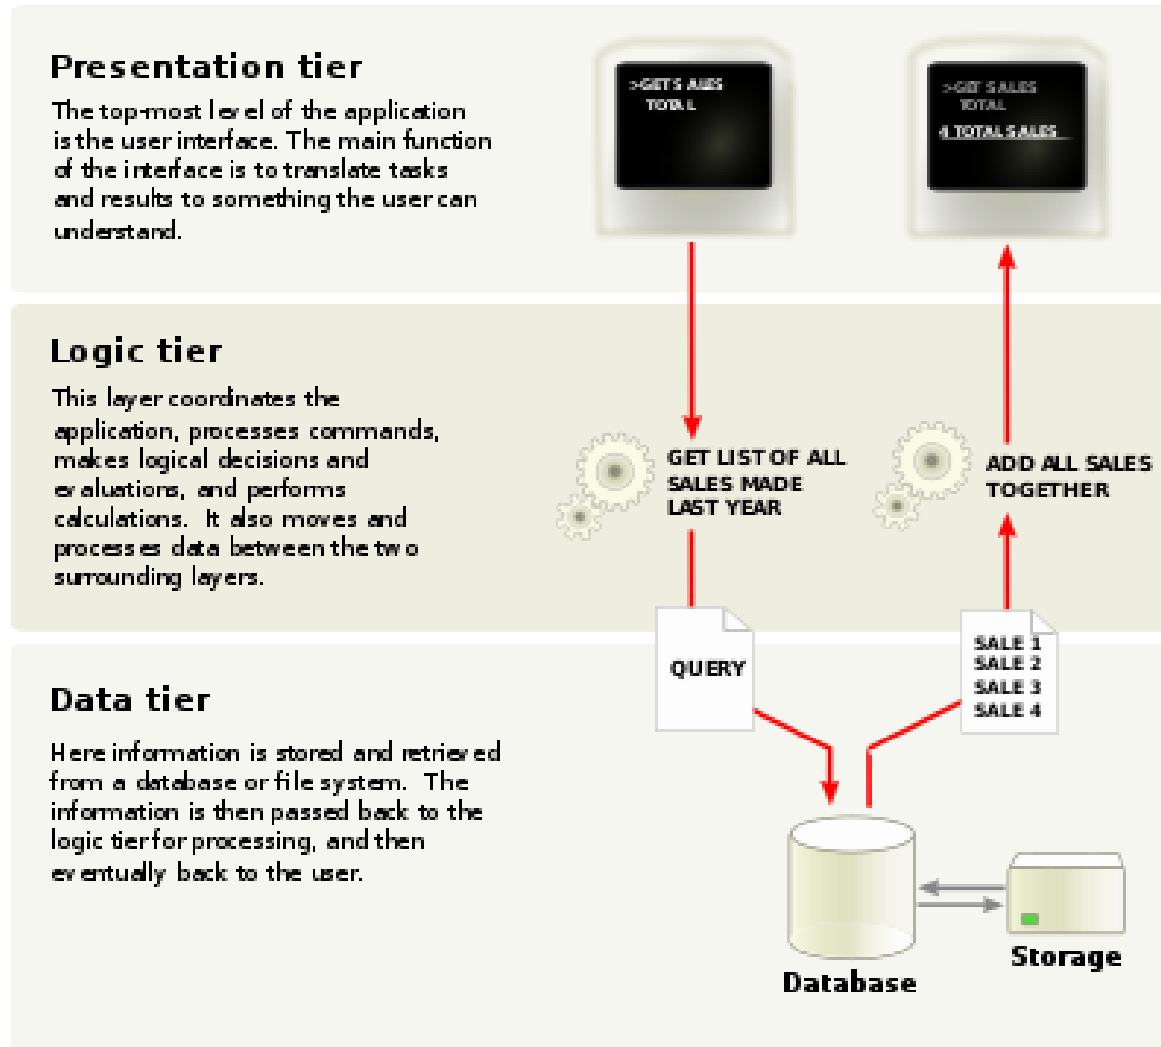 Presentation tier
The top-most level of the application
is the user interface. The main function
of the interface is to translate tasks
and results to something the user can
understand.
>GET SALES
TOTAL
>GET SALES
TOTAL
4 TOTAL SALES
Logic tier
This layer coordinates the
application, processes commands,
makes logical decisions and
evaluations, and performs
calculations. It also moves and
processes data between the two
surrounding layers.
GET LIST OF ALL
SALES MADE
LAST YEAR
ADD ALL SALES
TOGETHER
QUERY
SALE 1
SALE 2
SALE 3
SALE 4
Data tier
Here information is stored and retrieved
from a database or file system. The
information is then passed back to the
logic tier for processing, and then
eventually back to the user.
Database
Storage